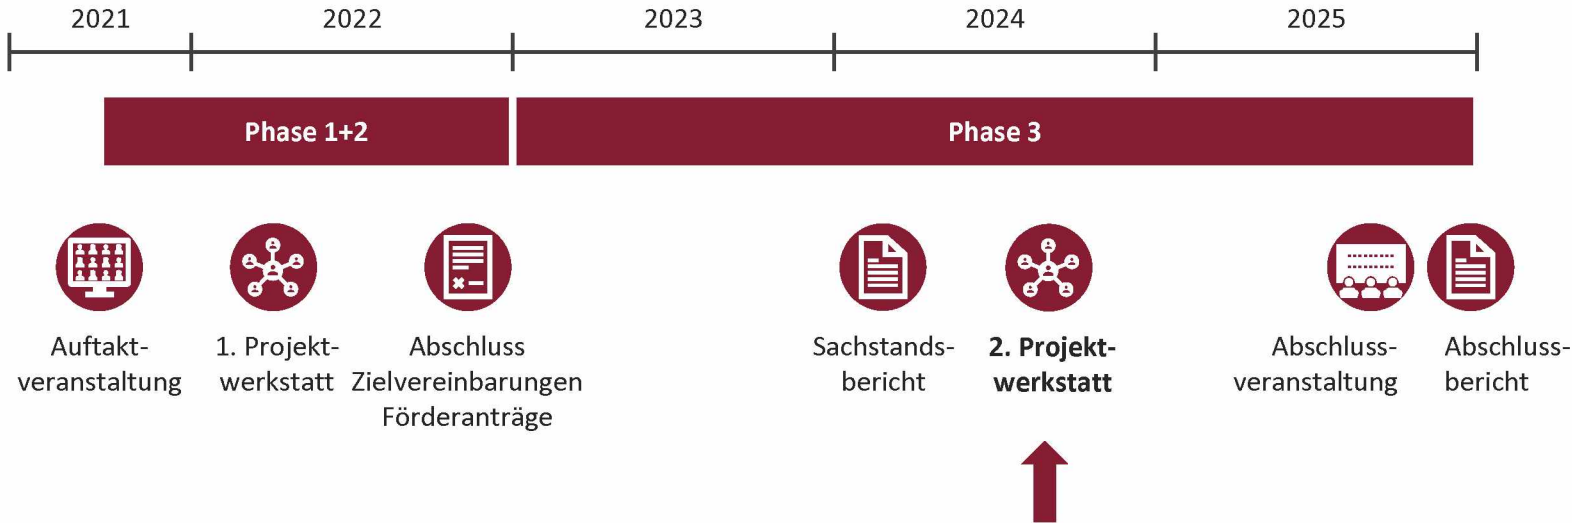 2021
2022
2023
2024
2025
Phase 1+2
Phase 3
Auftakt-
veranstaltung
1. Projekt-
werkstatt
Abschluss
Zielvereinbarungen
Förderanträge
Sachstands-
bericht
2. Projekt-
werkstatt
Abschluss-
veranstaltung
Abschluss-
bericht